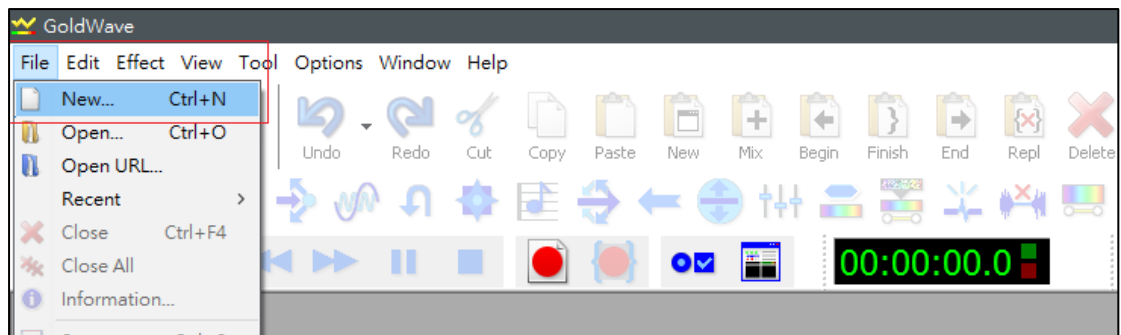 GoldWave
File Edit Effect View Tool Options Window Help
New... Ctrl+N
Open... Ctrl+O
Open URL...
Recent >
Close Ctrl+F4
Close All
Information...
Undo Redo Cut Copy Paste New Mix Begin Finish End Repl Delete
00:00:00.0